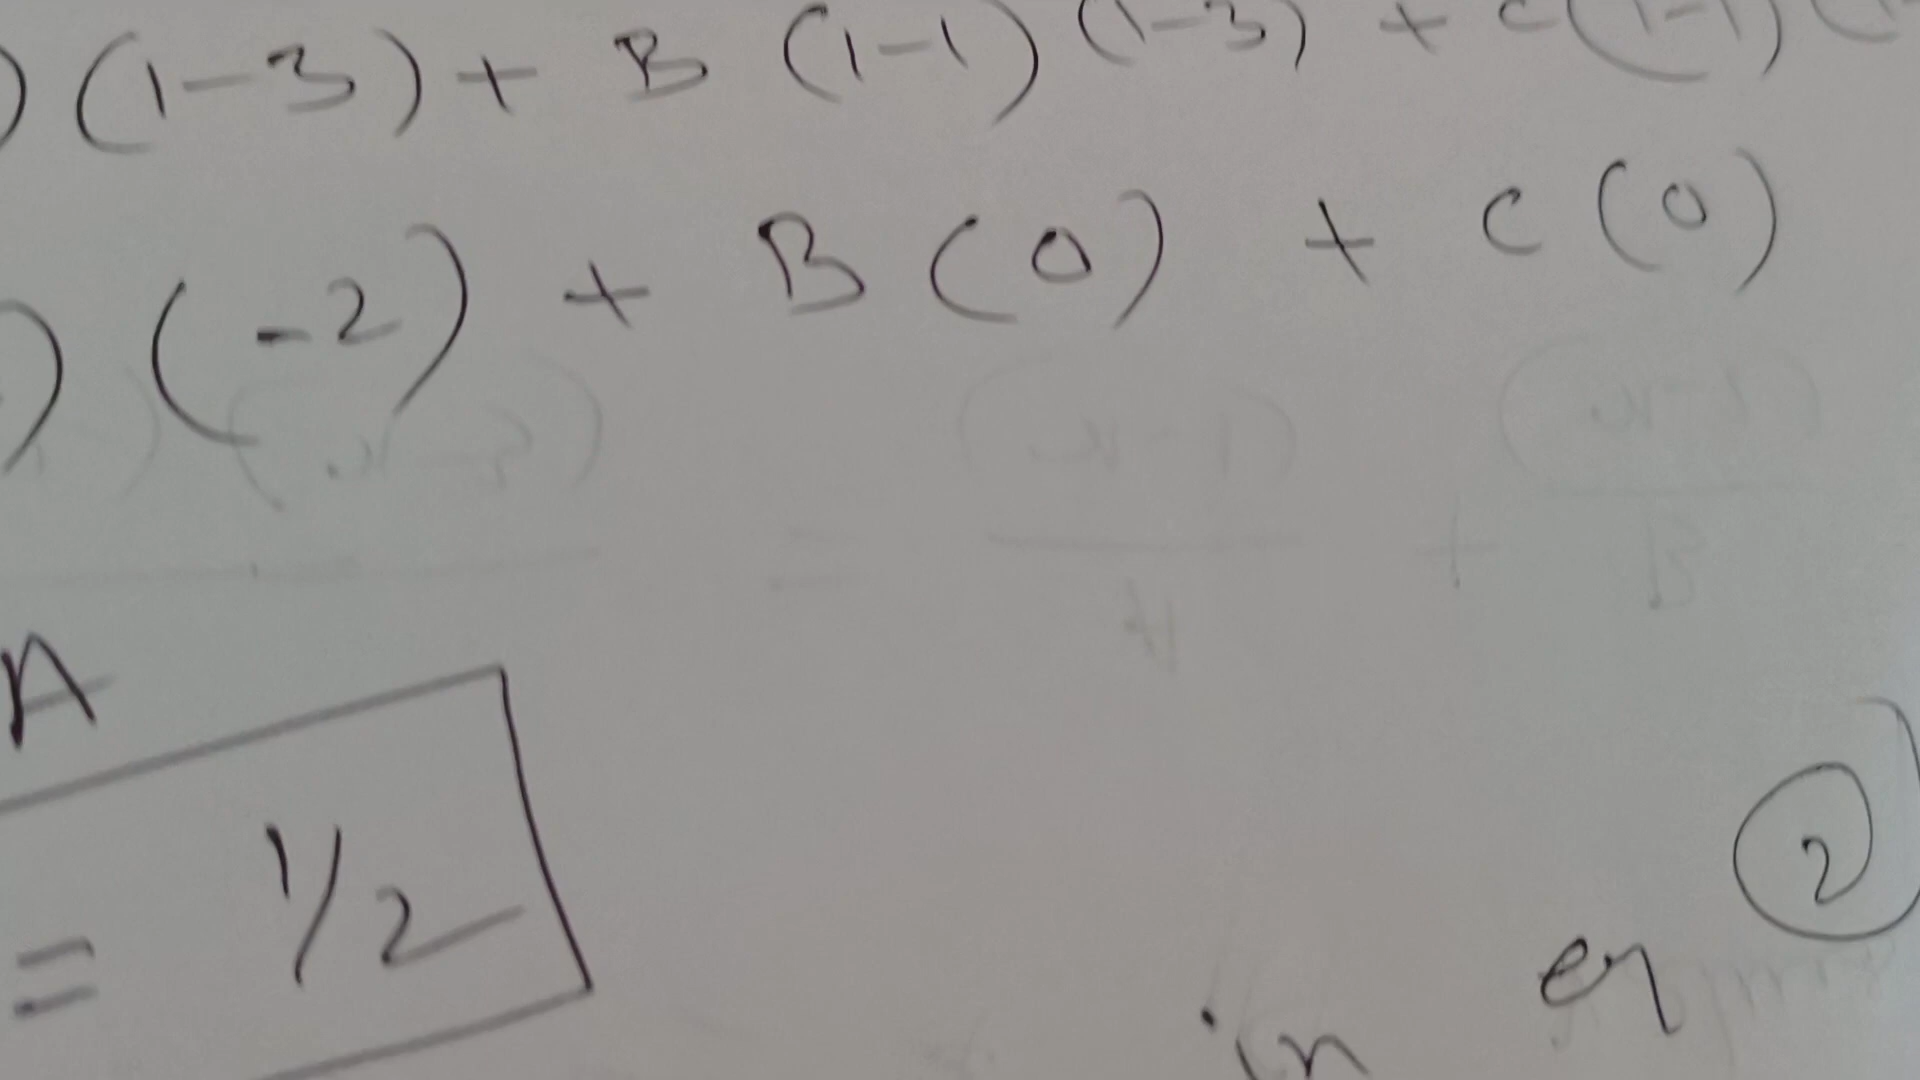 ) (1-3) + B (1-1) (1-3) + C (1-1) (
) (-2) + B (0) + C (0)
A
= 1/2
in eq 2